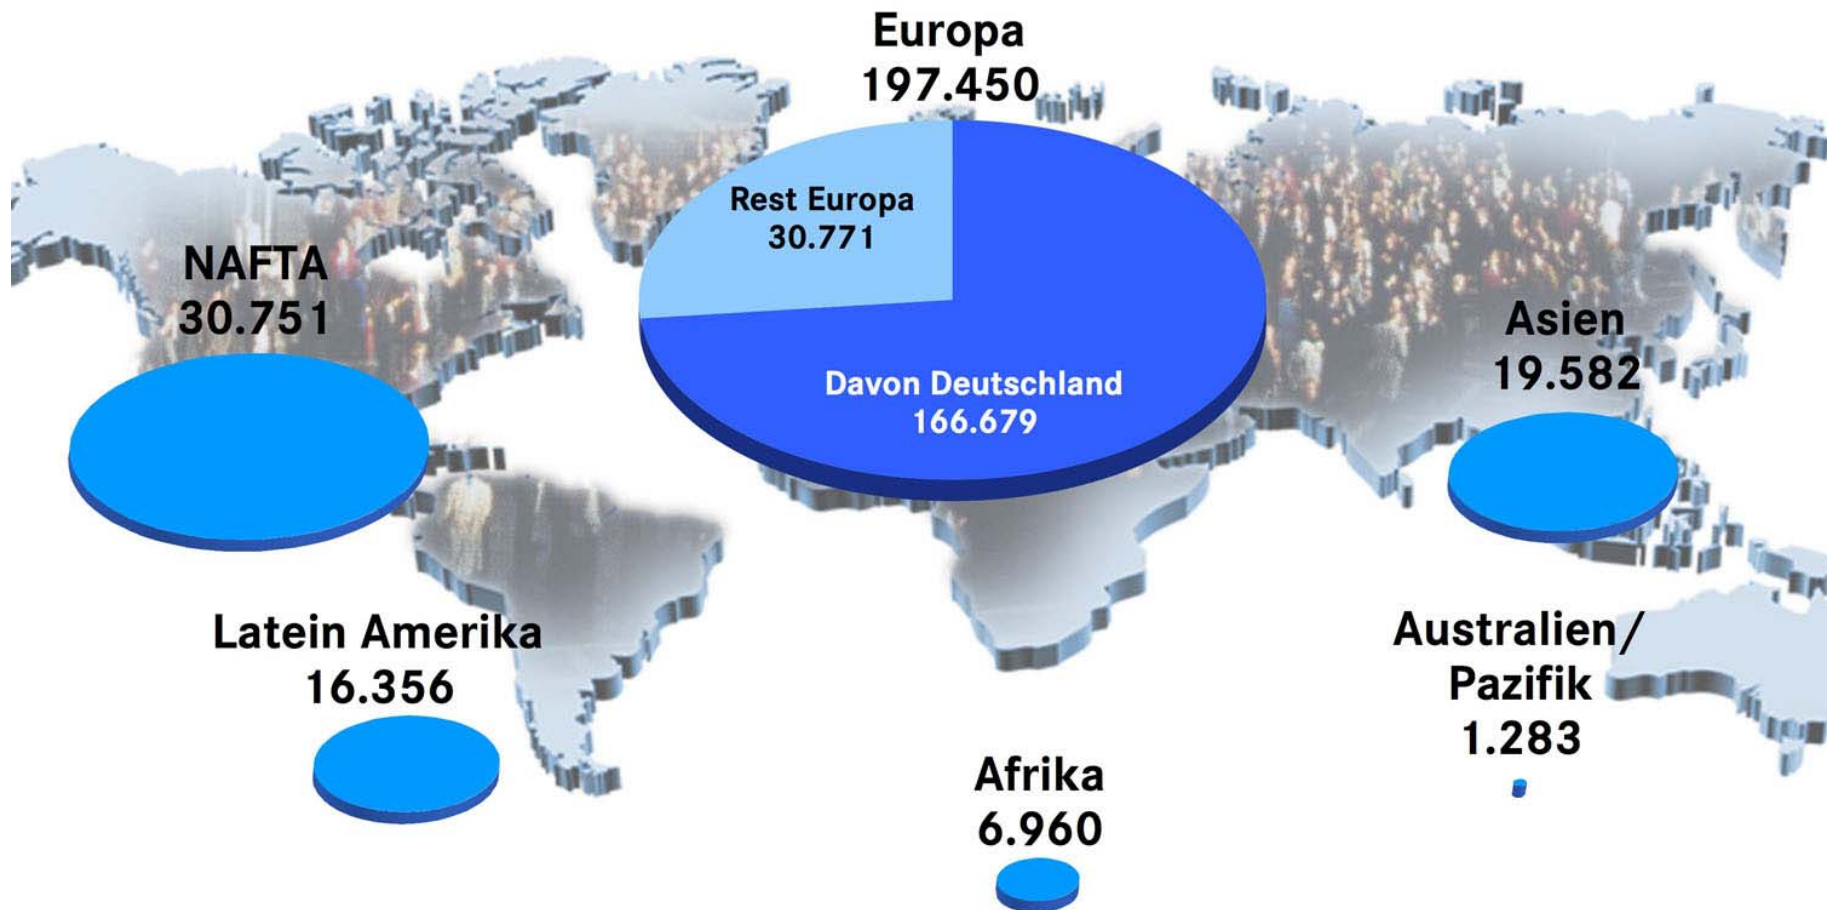 Europa
197.450
Rest Europa
30.771
Davon Deutschland
166.679
NAFTA
30.751
Asien
19.582
Latein Amerika
16.356
Australien/
Pazifik
1.283
Afrika
6.960